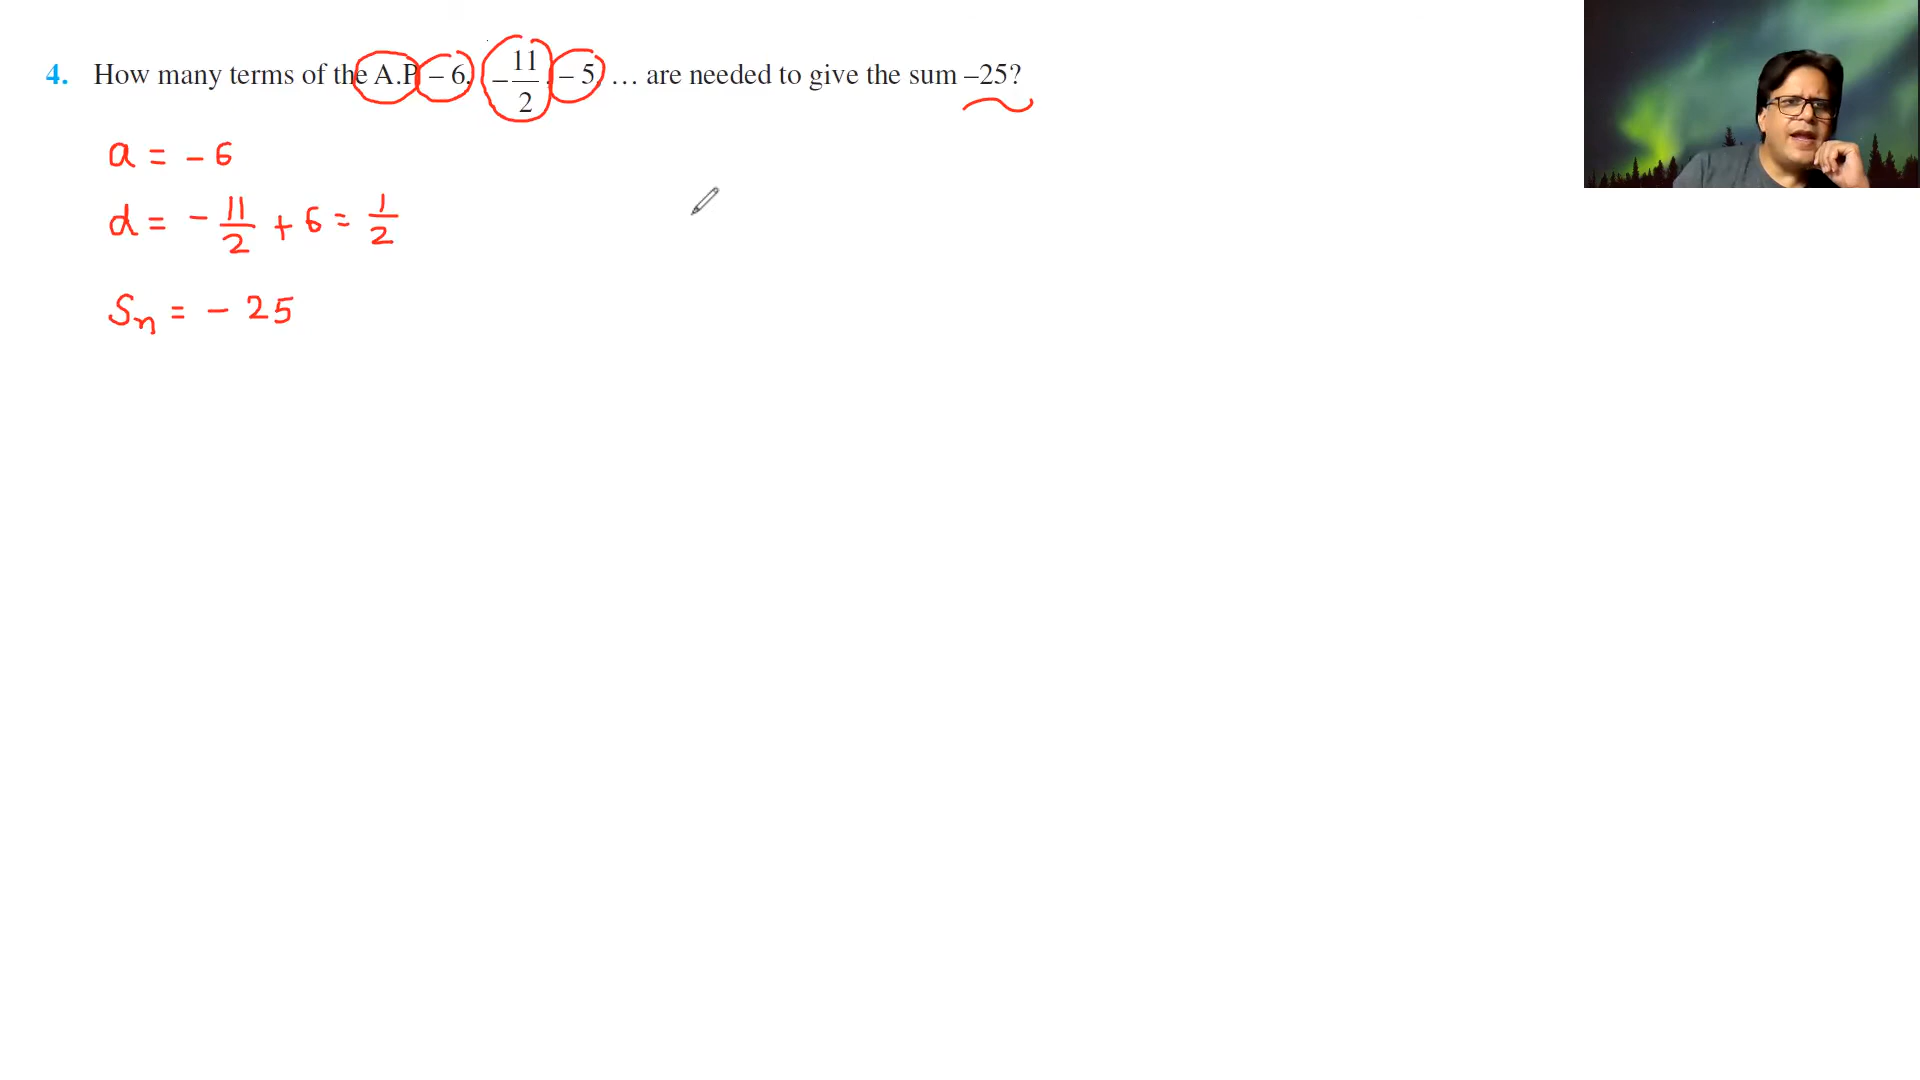 4. How many terms of the A.P. – 6, –11/2, – 5, … are needed to give the sum –25?
a = - 6
d = - 11/2 + 6 = 1/2
Sn = - 25